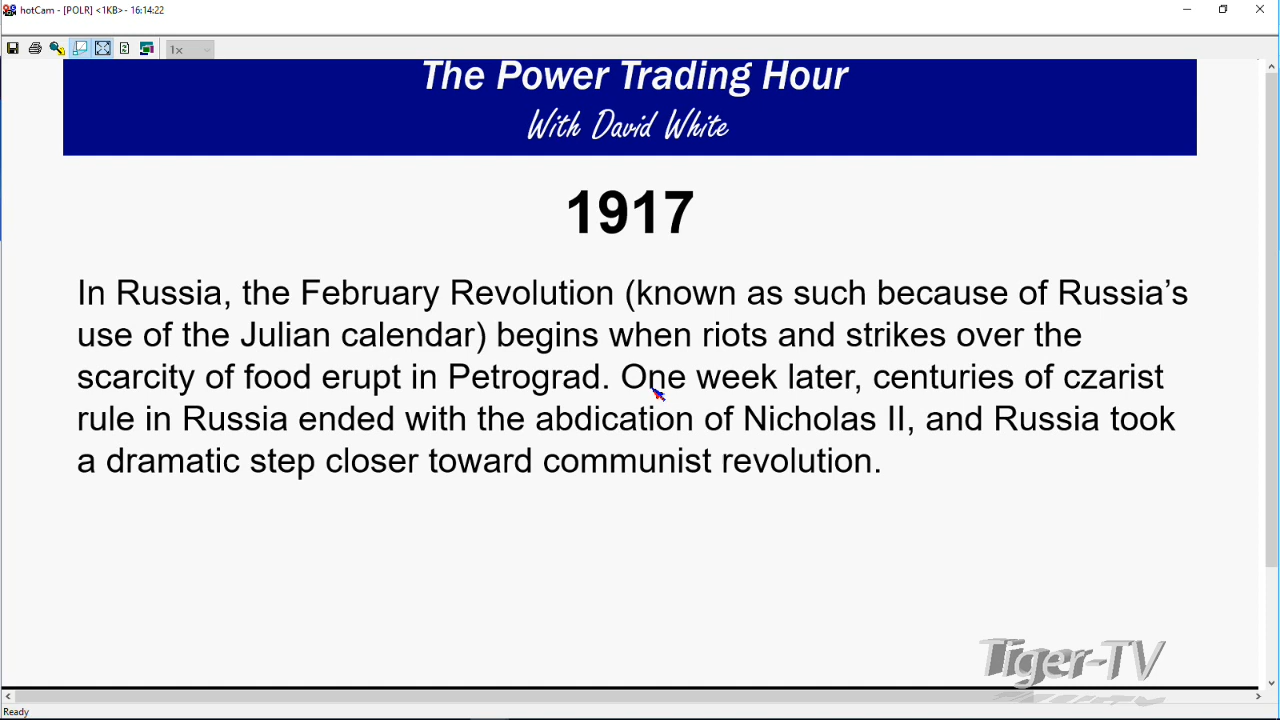 hotCam - [POLR] <1KB> - 16:14:22
1x
The Power Trading Hour
With David White
1917
In Russia, the February Revolution (known as such because of Russia’s
use of the Julian calendar) begins when riots and strikes over the
scarcity of food erupt in Petrograd. One week later, centuries of czarist
rule in Russia ended with the abdication of Nicholas II, and Russia took
a dramatic step closer toward communist revolution.
Tiger-TV
Ready